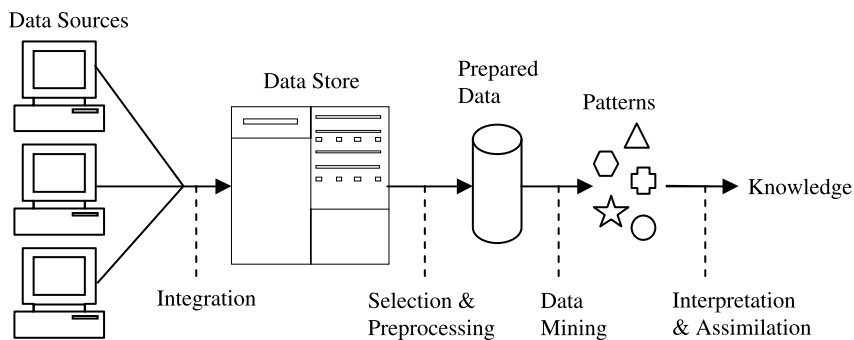 Data Sources
Data Store
Prepared
Data
Patterns
Knowledge
Integration
Selection &
Preprocessing
Data
Mining
Interpretation
& Assimilation